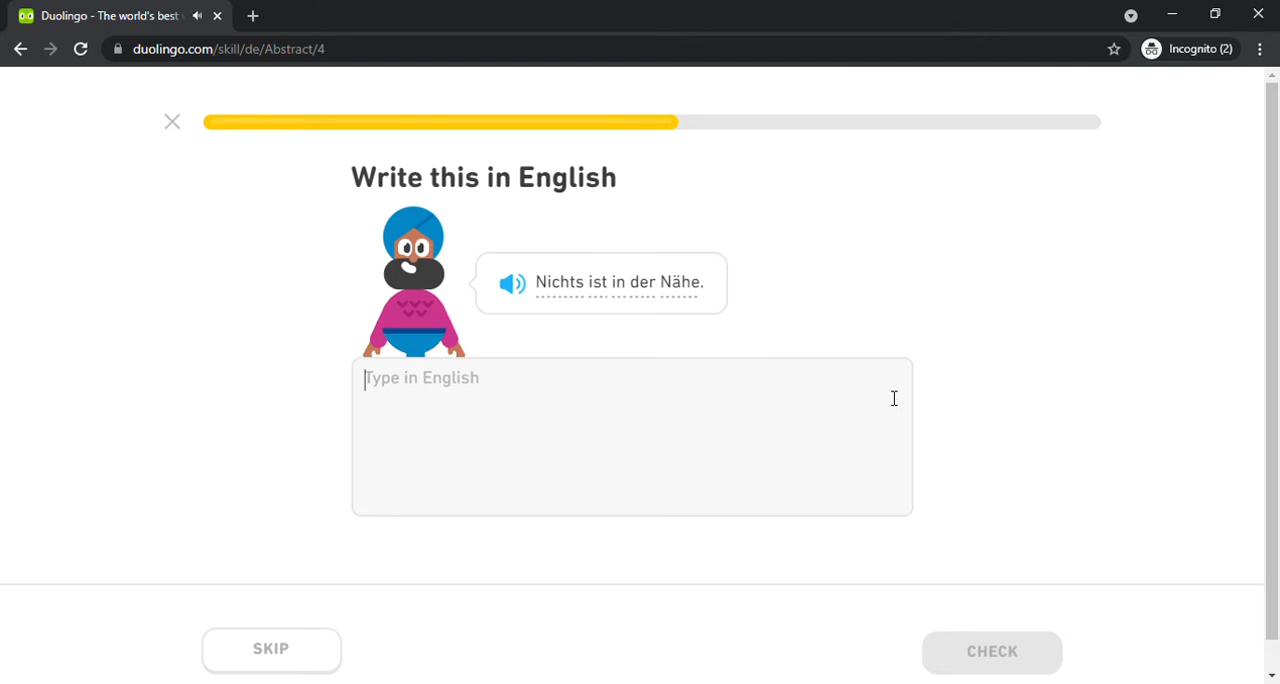 Duolingo - The world's best
duolingo.com/skill/de/Abstract/4
Incognito (2)
Write this in English
Nichts ist in der Nähe.
Type in English
SKIP
CHECK